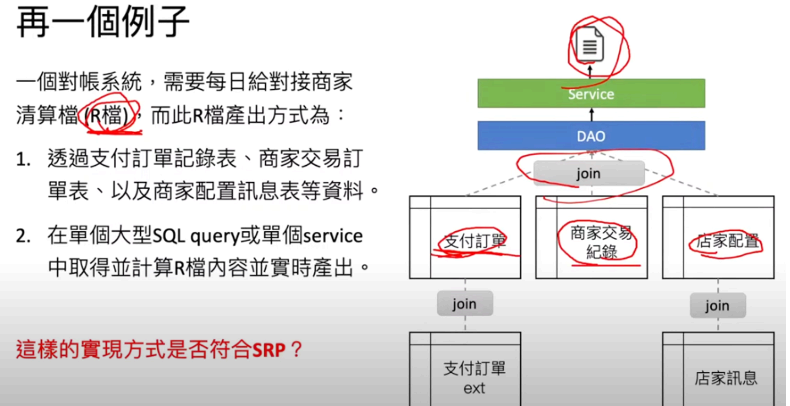 再一個例子
一個對帳系統，需要每日給對接商家
清算檔 (R檔)，而此R檔產出方式為：
1. 透過支付訂單記錄表、商家交易訂
單表、以及商家配置訊息表等資料。
2. 在單個大型SQL query或單個service
中取得並計算R檔內容並實時產出。
這樣的實現方式是否符合SRP？
Service
DAO
join
支付訂單
商家交易
紀錄
店家配置
join
join
支付訂單
ext
店家訊息